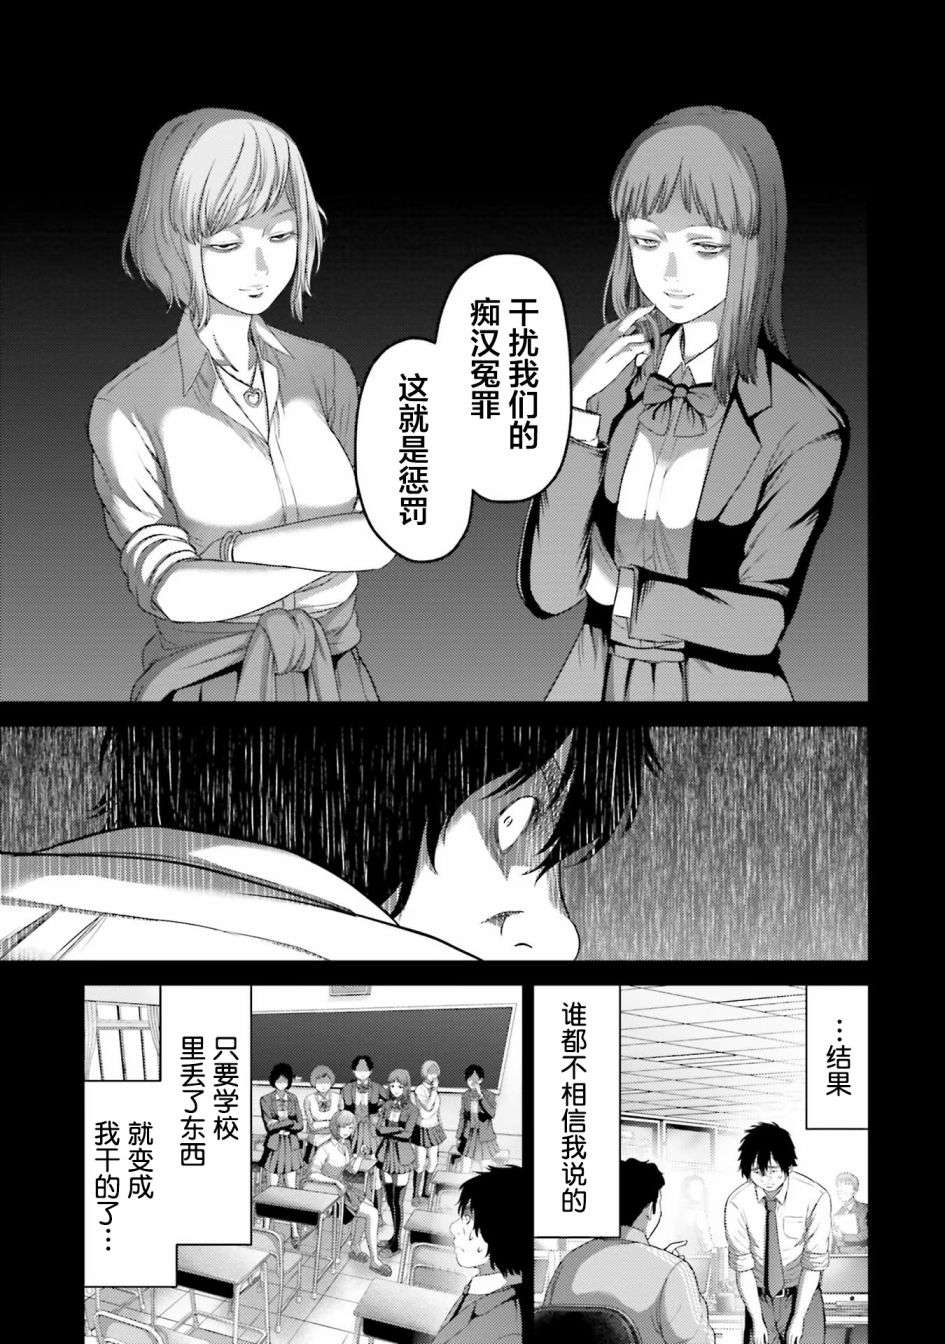 干扰我们的
痴汉冤罪
这就是惩罚
…结果
谁都不相信我说的
只要学校
里丢了东西
就变成
我干的了…